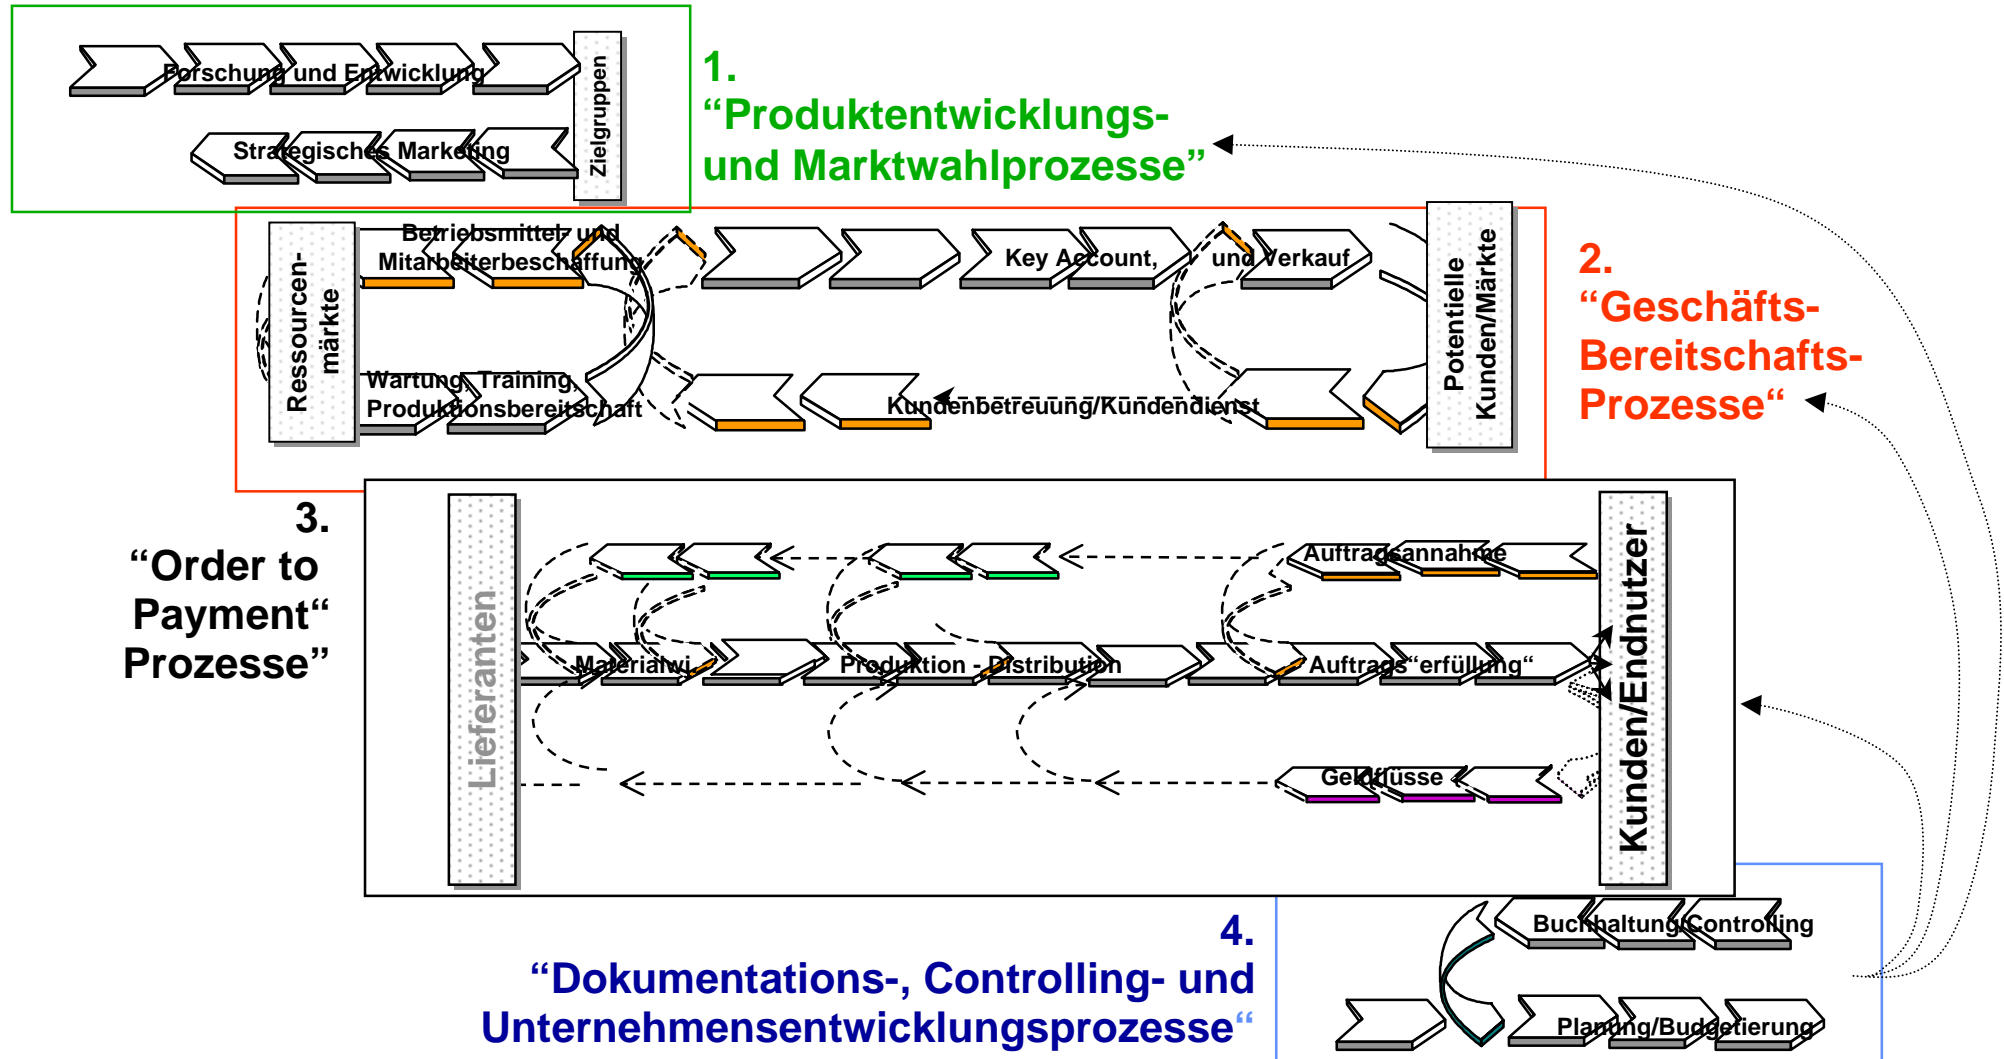 Forschung und Entwicklung
Strategisches Marketing
Zielgruppen
1.
“Produktentwicklungs-
und Marktwahlprozesse”
Ressourcen-
märkte
Betriebsmittel- und
Mitarbeiterbeschaffung
Key Account,
und Verkauf
Wartung, Training,
Produktionsbereitschaft
Kundenbetreuung/Kundendienst
Potentielle
Kunden/Märkte
2.
“Geschäfts-
Bereitschafts-
Prozesse“
3.
“Order to
Payment“
Prozesse”
Lieferanten
Auftragsannahme
Materialwi.
Produktion - Distribution
Auftrags“erfüllung“
Geldflüsse
Kunden/Endnutzer
4.
“Dokumentations-, Controlling- und
Unternehmensentwicklungsprozesse“
Buchhaltung/Controlling
Planung/Budgetierung